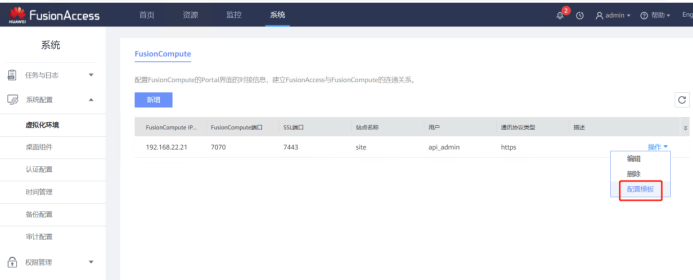 HUAWEI FusionAccess 首页 资源 监控 系统 2 admin 帮助 Eng
系统
任务与日志
系统配置
虚拟化环境
桌面组件
认证配置
时间管理
备份配置
审计配置
权限管理
FusionCompute
配置FusionCompute的Portal界面的对接信息，建立FusionAccess与FusionCompute的连通关系。
新增
FusionCompute IP... FusionCompute端口 SSL端口 站点名称 用户 通讯协议类型 描述
192.168.22.21 7070 7443 site api_admin https 操作
编辑
删除
配置模板